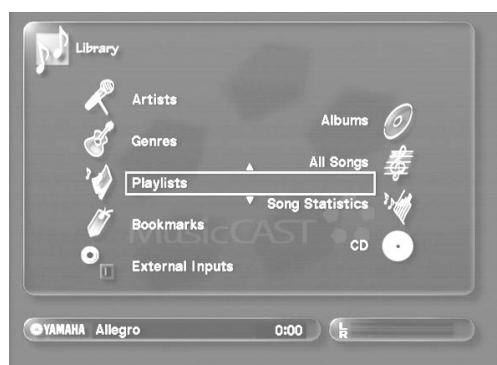 Library
Artists
Albums
Genres
All Songs
Playlists
Song Statistics
Bookmarks
MusicCAST
CD
External Inputs
YAMAHA Allegro 0:00
L
R